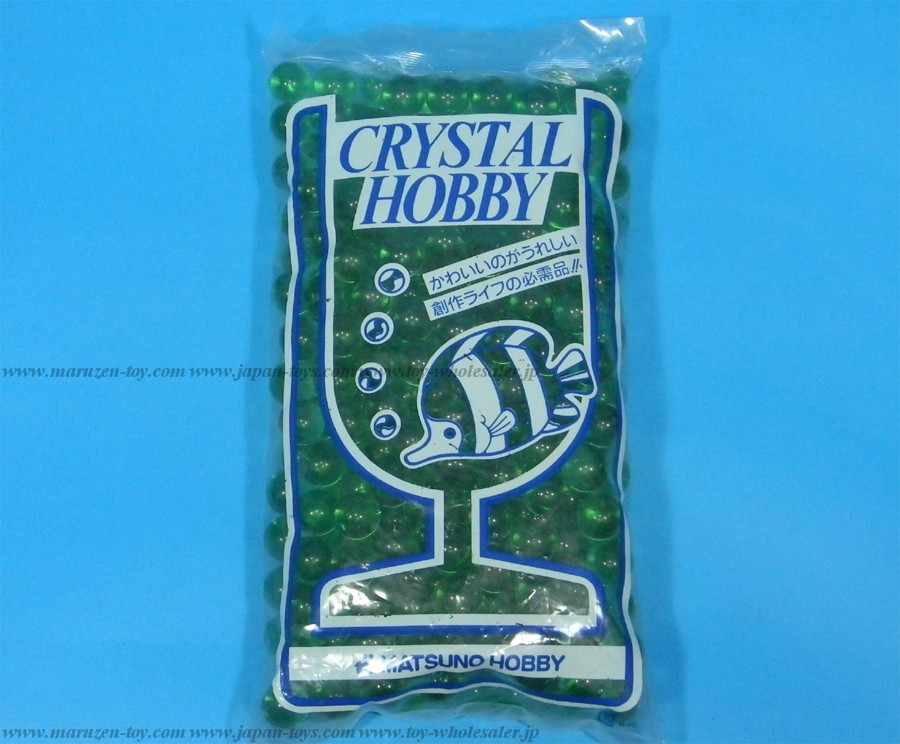 CRYSTAL
HOBBY
かわいいのがうれしい
創作ライフの必需品!!
www.maruzen-toy.com www.japan-toys.com www.toy-wholesaler.jp
MATSUNO HOBBY
www.maruzen-toy.com www.japan-toys.com www.toy-wholesaler.jp